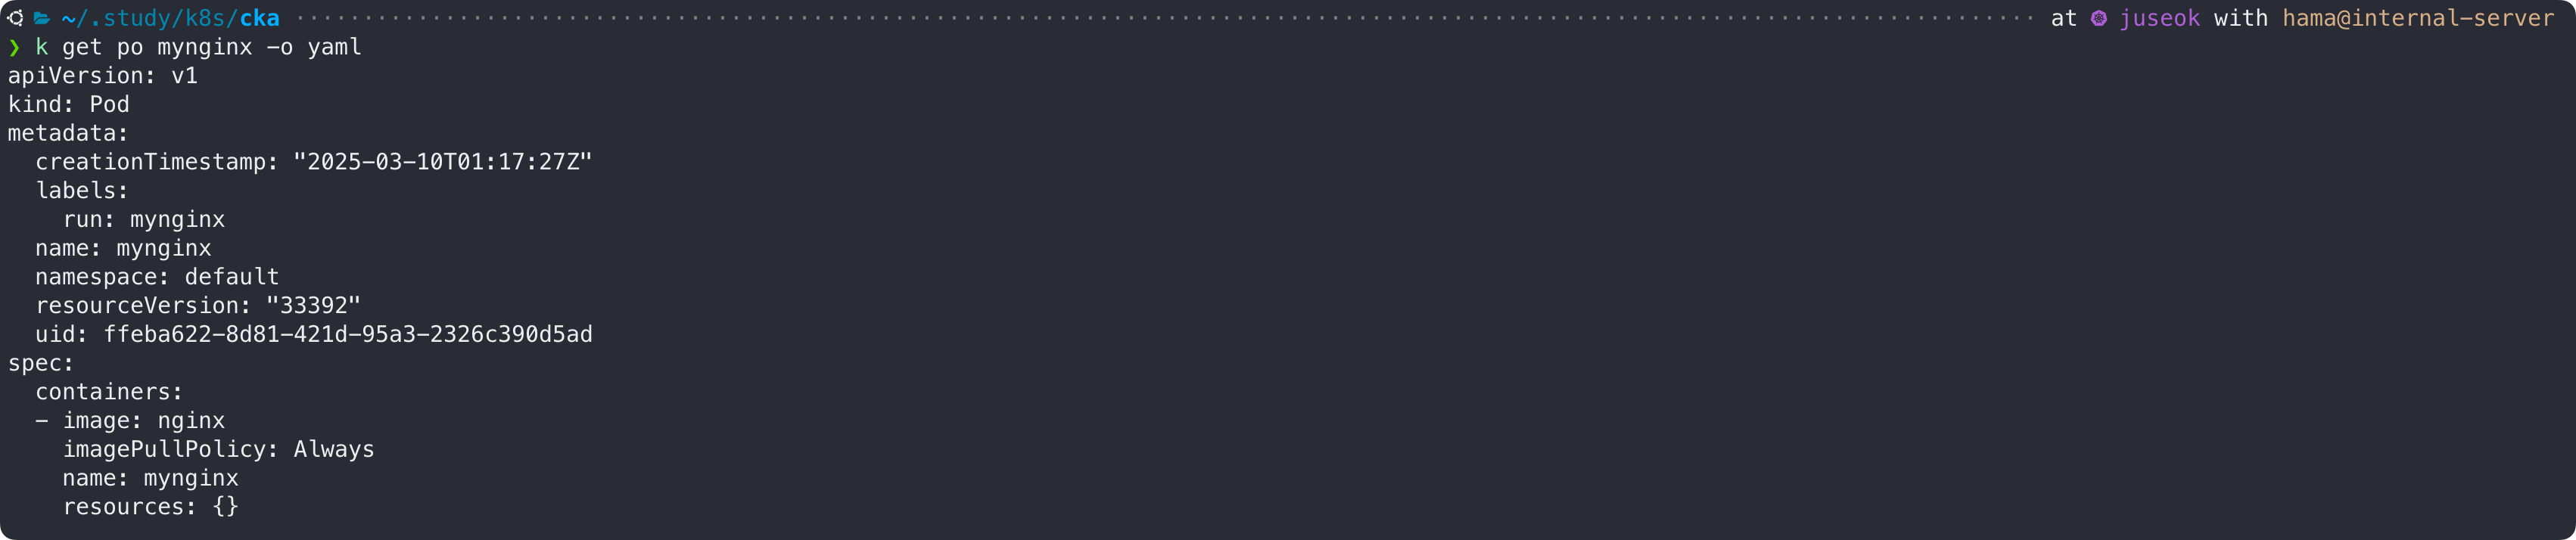 ~/.study/k8s/cka at juseok with hama@internal-server
❯ k get po mynginx -o yaml
apiVersion: v1
kind: Pod
metadata:
  creationTimestamp: "2025-03-10T01:17:27Z"
  labels:
    run: mynginx
  name: mynginx
  namespace: default
  resourceVersion: "33392"
  uid: ffeba622-8d81-421d-95a3-2326c390d5ad
spec:
  containers:
  - image: nginx
    imagePullPolicy: Always
    name: mynginx
    resources: {}